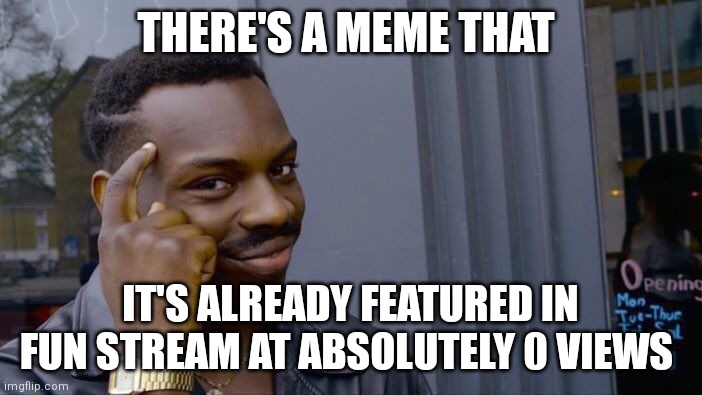 THERE'S A MEME THAT
IT'S ALREADY FEATURED IN
FUN STREAM AT ABSOLUTELY 0 VIEWS
Opening
Mon
Tue-Thur
imgflip.com